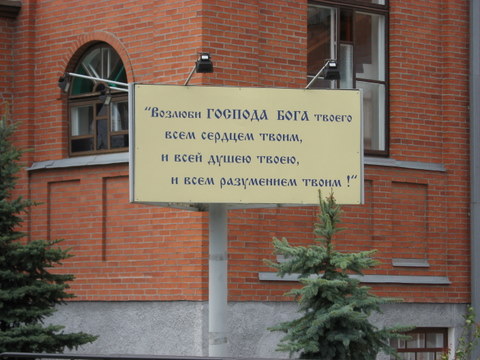 "Возлюби ГОСПОДА БОГА твоего
всем сердцем твоим,
и всей душею твоею,
и всем разумением твоим !"